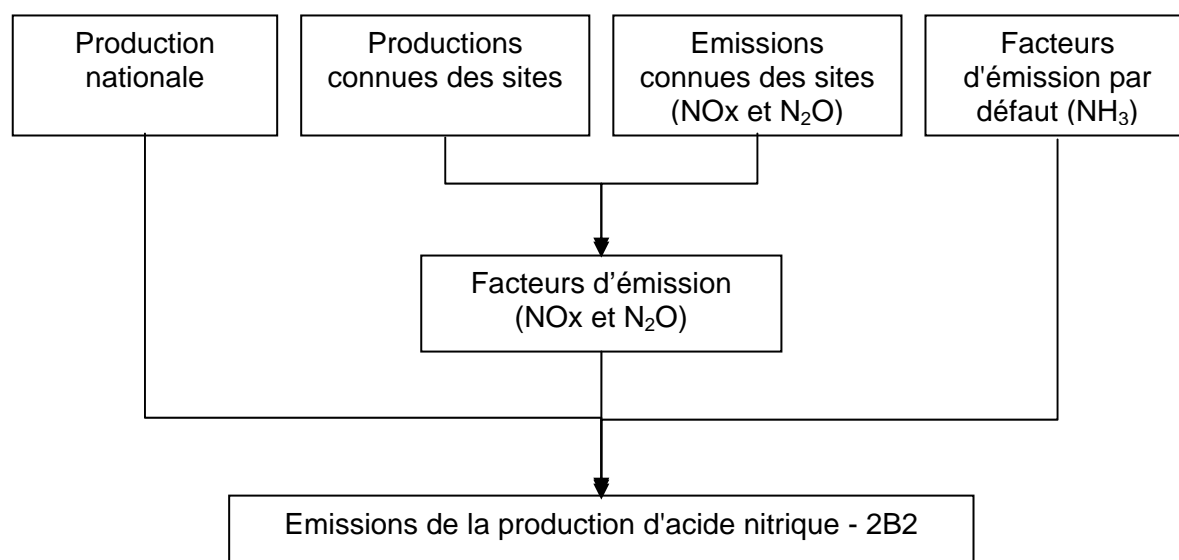 Production
nationale
Productions
connues des sites
Emissions
connues des sites
(NOx et N₂O)
Facteurs
d'émission par
défaut (NH₃)
Facteurs d’émission
(NOx et N₂O)
Emissions de la production d'acide nitrique - 2B2